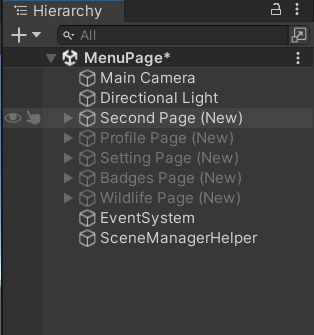 Hierarchy
All
MenuPage*
Main Camera
Directional Light
Second Page (New)
Profile Page (New)
Setting Page (New)
Badges Page (New)
Wildlife Page (New)
EventSystem
SceneManagerHelper